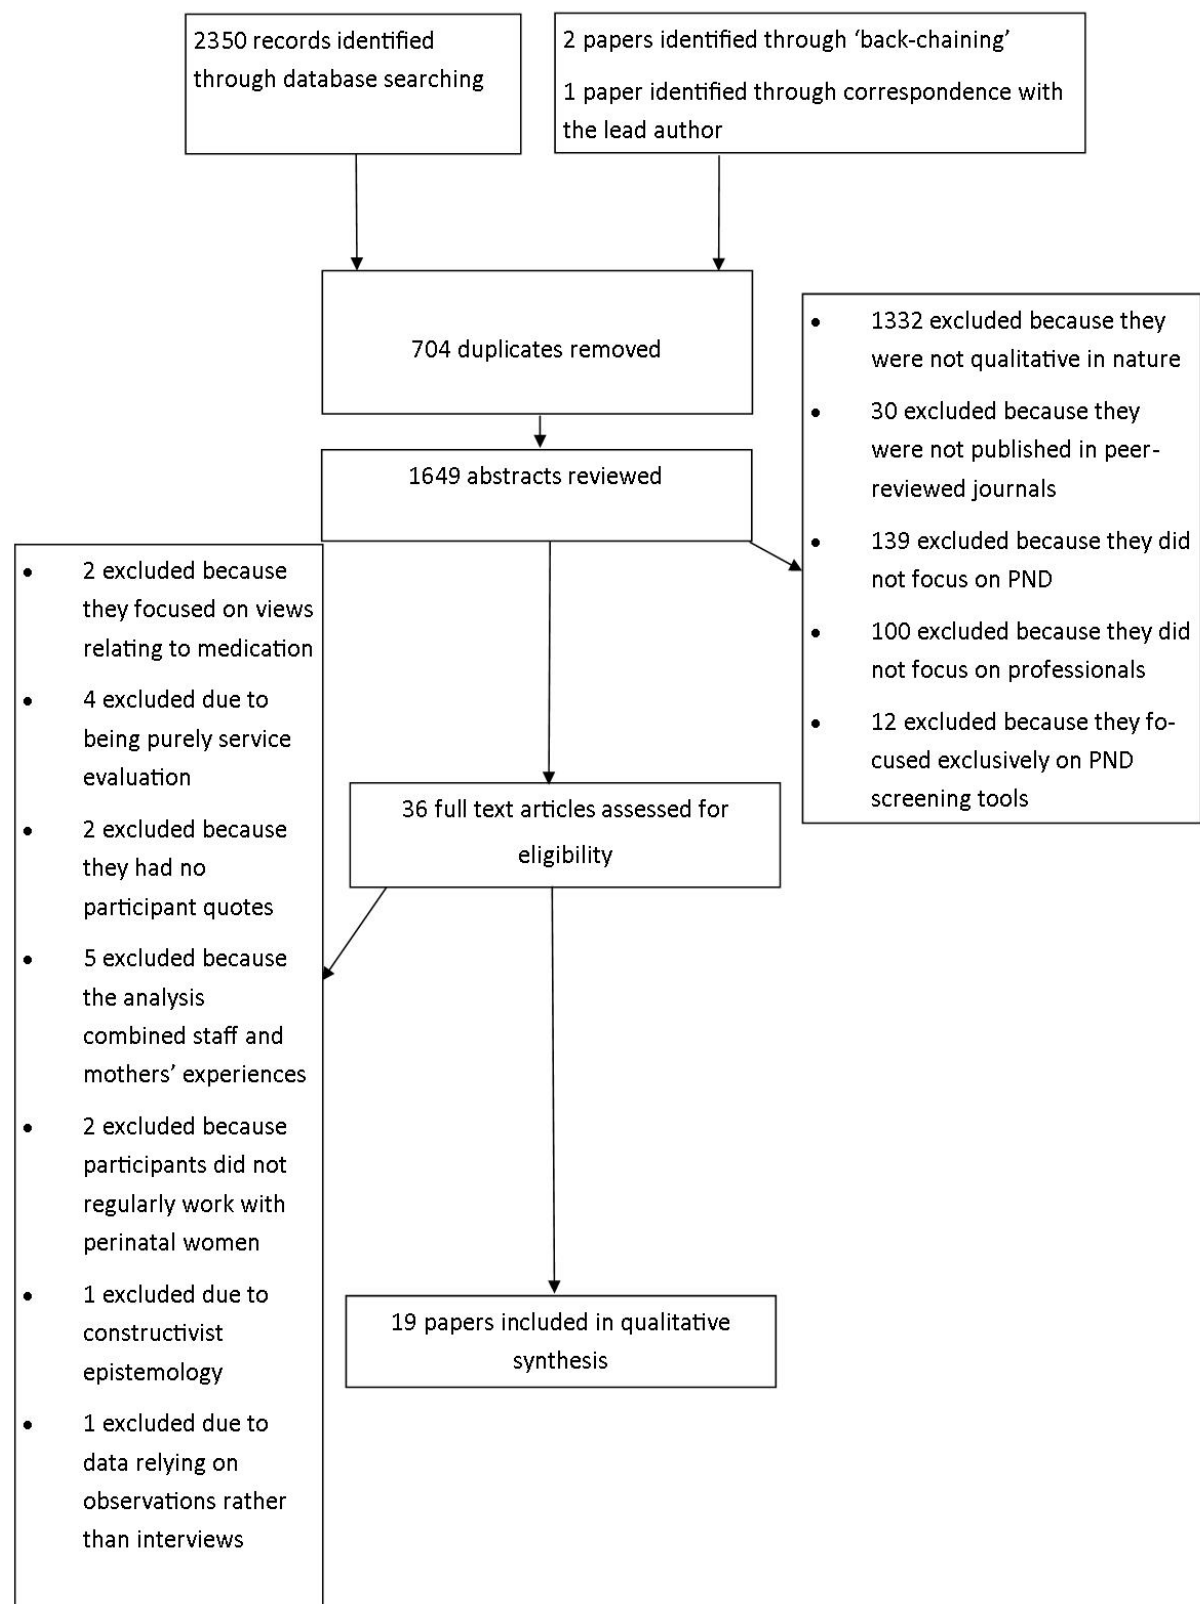 2350 records identified
through database searching
2 papers identified through ‘back-chaining’
1 paper identified through correspondence with
the lead author
704 duplicates removed
1649 abstracts reviewed
• 1332 excluded because they
were not qualitative in nature
• 30 excluded because they
were not published in peer-
reviewed journals
• 139 excluded because they did
not focus on PND
• 100 excluded because they did
not focus on professionals
• 12 excluded because they fo-
cused exclusively on PND
screening tools
36 full text articles assessed for
eligibility
• 2 excluded because
they focused on views
relating to medication
• 4 excluded due to
being purely service
evaluation
• 2 excluded because
they had no
participant quotes
• 5 excluded because
the analysis
combined staff and
mothers’ experiences
• 2 excluded because
participants did not
regularly work with
perinatal women
• 1 excluded due to
constructivist
epistemology
• 1 excluded due to
data relying on
observations rather
than interviews
19 papers included in qualitative
synthesis